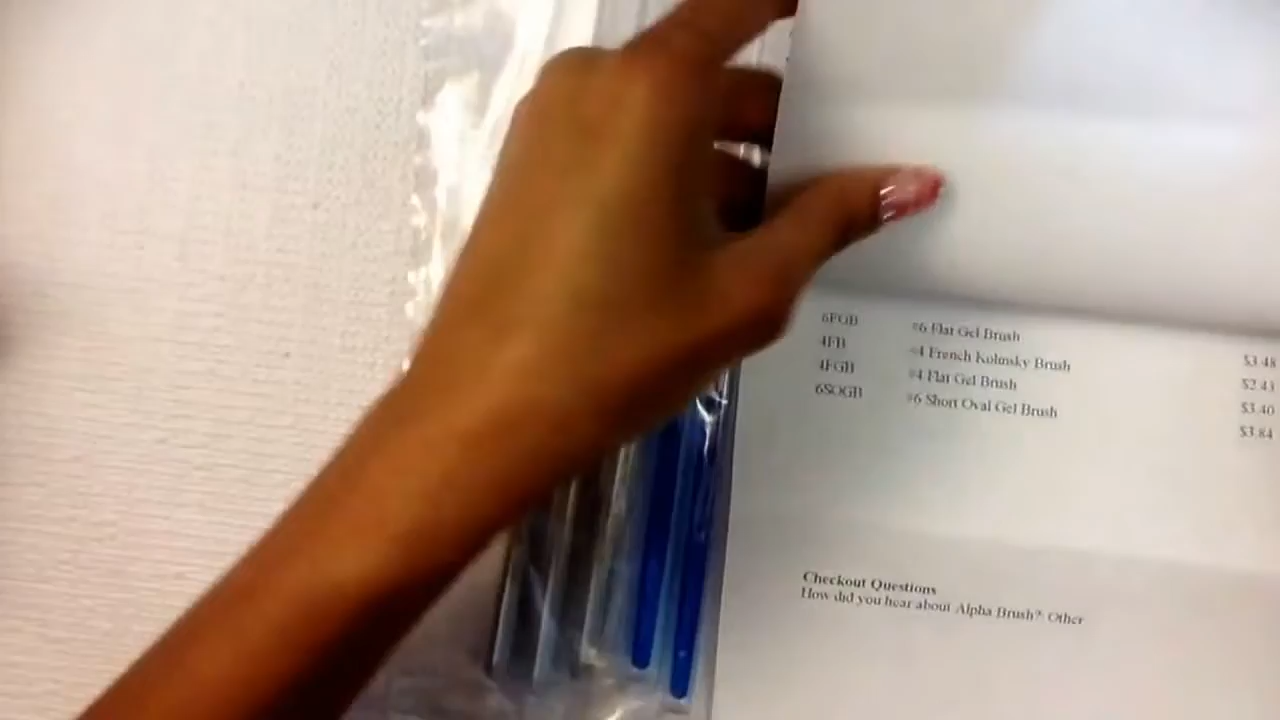 6FGB #6 Flat Gel Brush $3.48
4FB #4 French Kolinsky Brush $2.43
4FGB #4 Flat Gel Brush $3.40
6SOGB #6 Short Oval Gel Brush $3.84
Checkout Questions
How did you hear about Alpha Brush? Other